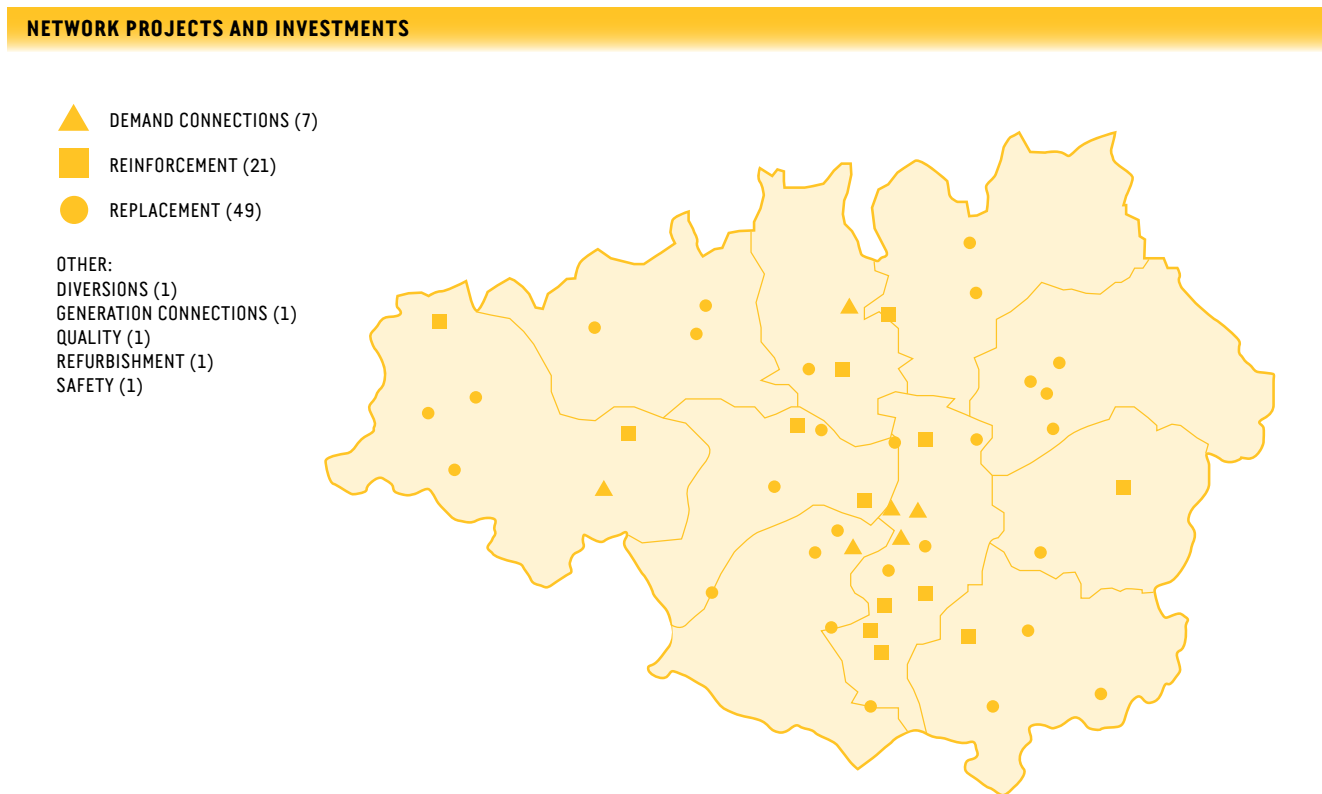 NETWORK PROJECTS AND INVESTMENTS
DEMAND CONNECTIONS (7)
REINFORCEMENT (21)
REPLACEMENT (49)
OTHER:
DIVERSIONS (1)
GENERATION CONNECTIONS (1)
QUALITY (1)
REFURBISHMENT (1)
SAFETY (1)